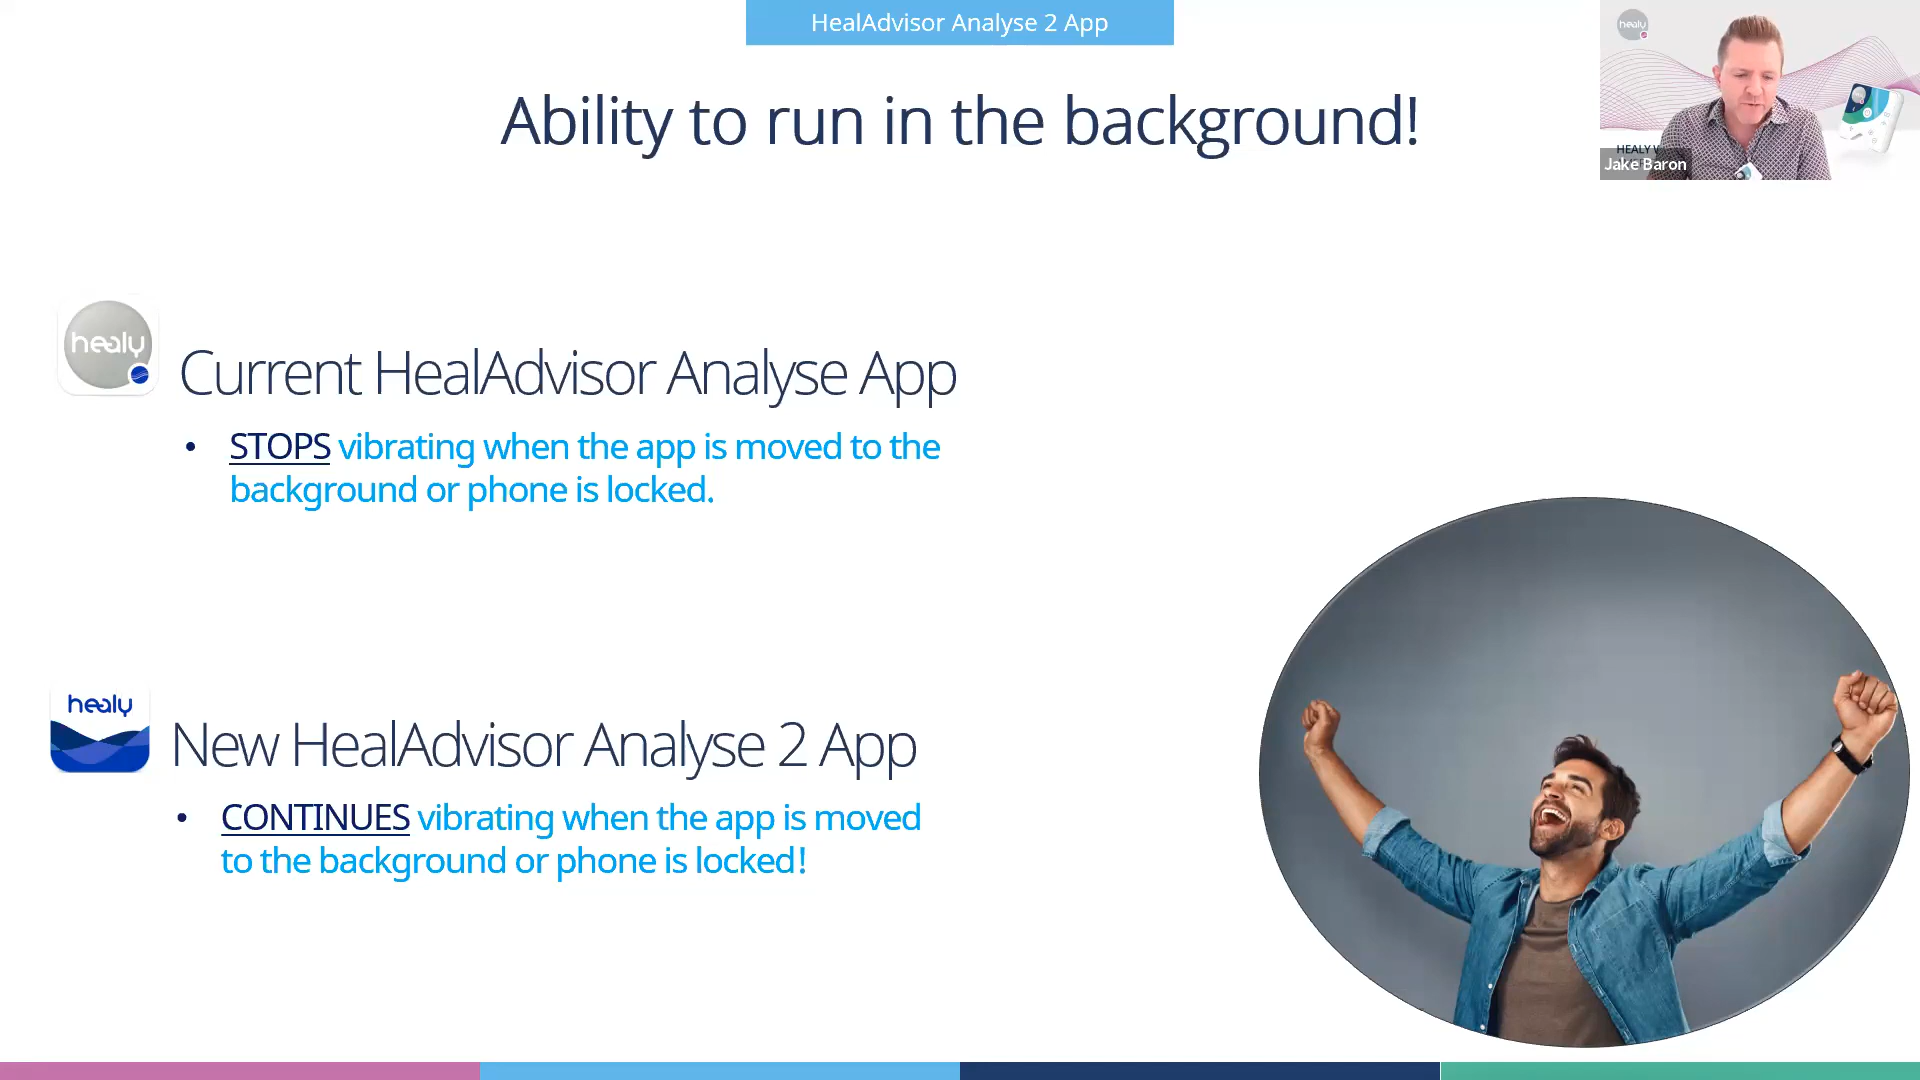 HealAdvisor Analyse 2 App
healy
Ability to run in the background!
HEALY
Jake Baron
healy
Current HealAdvisor Analyse App
• STOPS vibrating when the app is moved to the
background or phone is locked.
healy
New HealAdvisor Analyse 2 App
• CONTINUES vibrating when the app is moved
to the background or phone is locked!